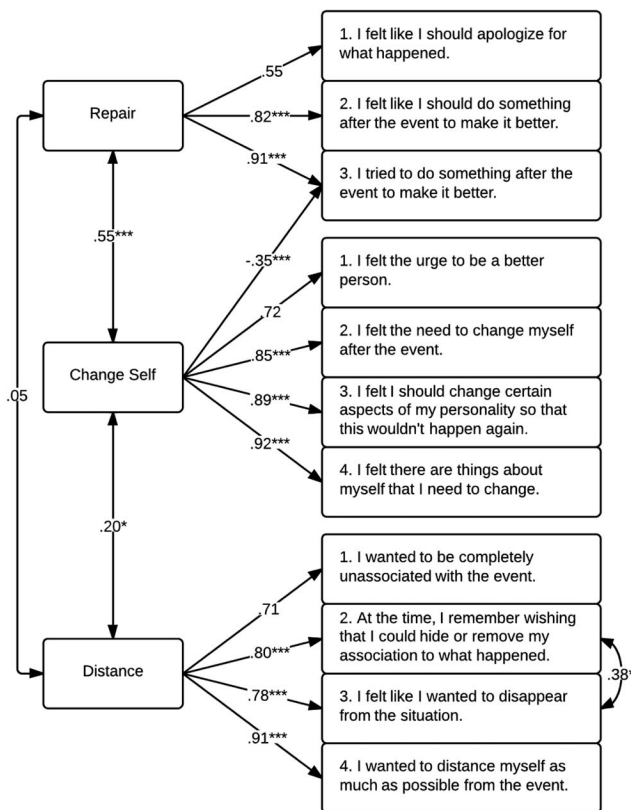 1. I felt like I should apologize for
what happened.
.55
Repair
.82***
2. I felt like I should do something
after the event to make it better.
.91***
3. I tried to do something after the
event to make it better.
.55***
-.35***
1. I felt the urge to be a better
person.
.72
2. I felt the need to change myself
after the event.
.85***
Change Self
.89***
3. I felt I should change certain
aspects of my personality so that
this wouldn't happen again.
.05
.92***
4. I felt there are things about
myself that I need to change.
.20*
1. I wanted to be completely
unassociated with the event.
.71
2. At the time, I remember wishing
that I could hide or remove my
association to what happened.
.80***
Distance
.78***
3. I felt like I wanted to disappear
from the situation.
.38*
.91***
4. I wanted to distance myself as
much as possible from the event.